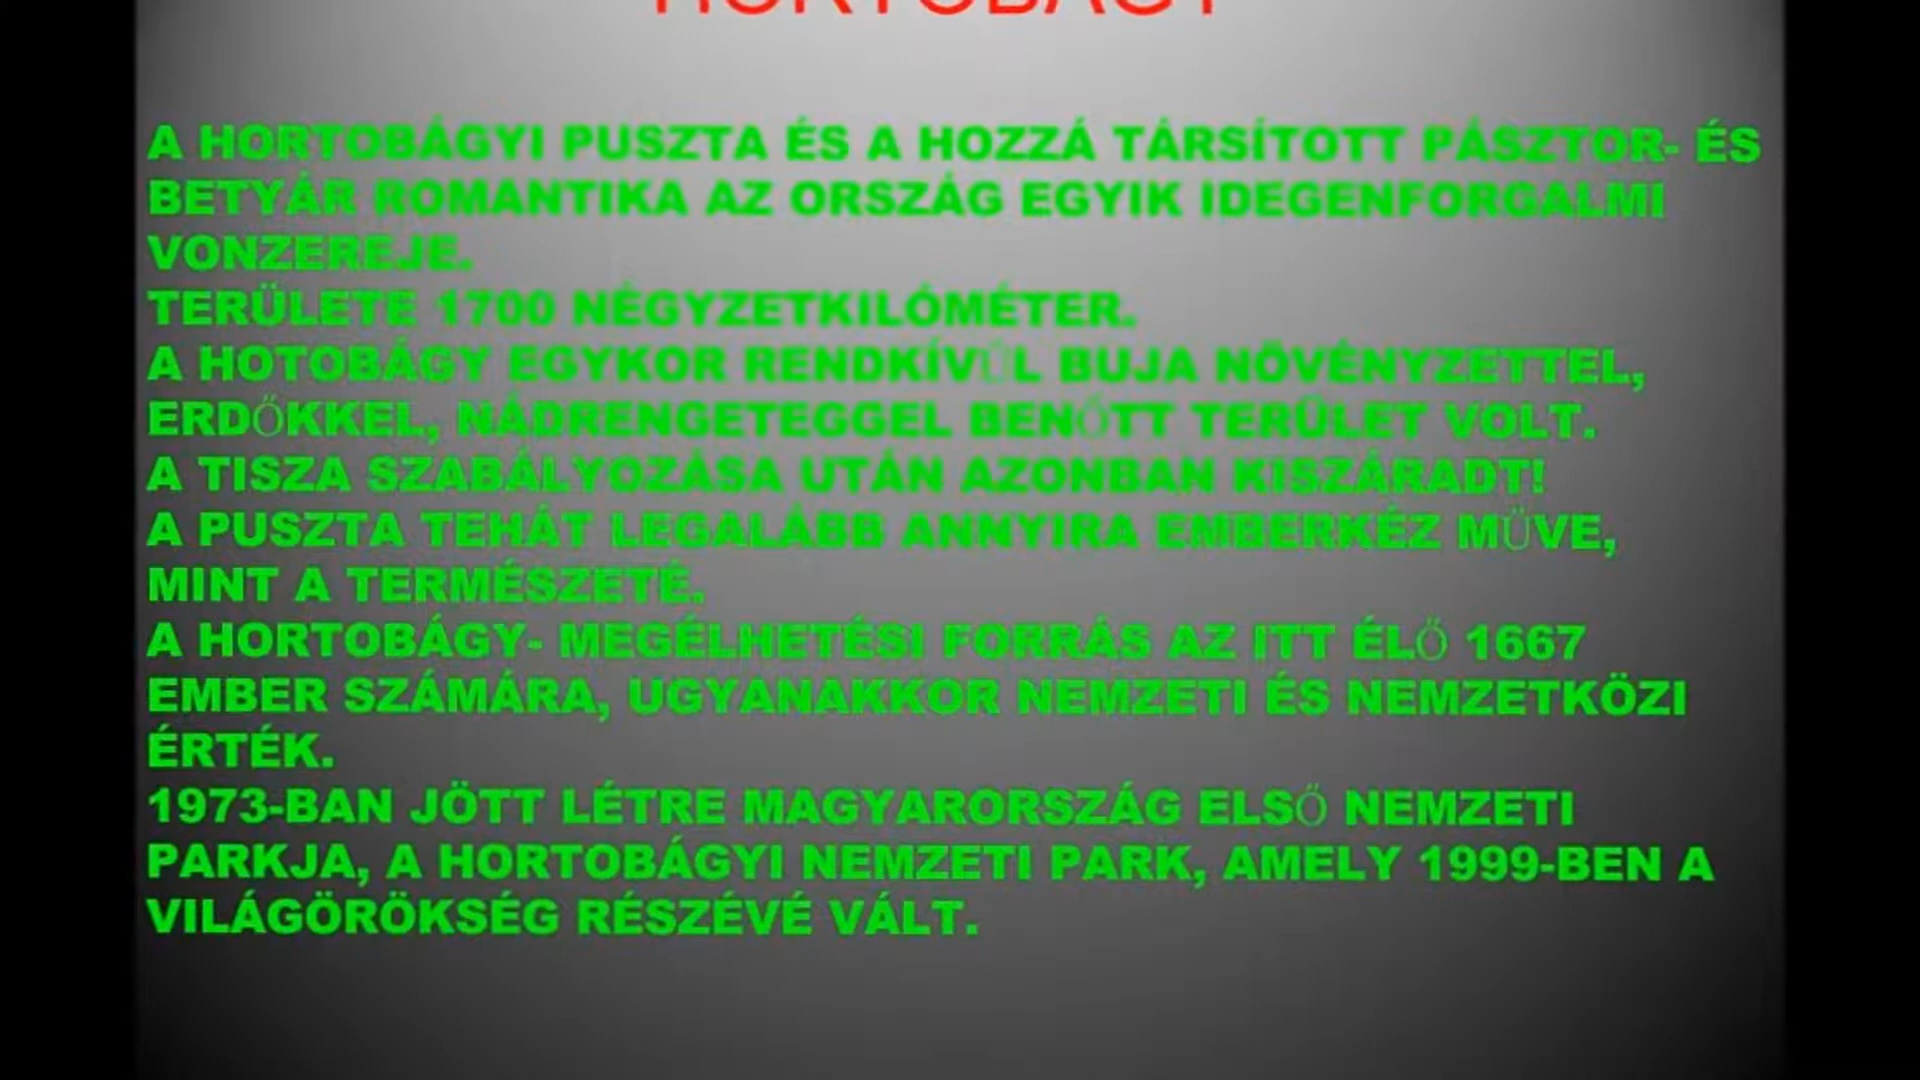 HORTOBÁGY
A HORTOBÁGYI PUSZTA ÉS A HOZZÁ TÁRSÍTOTT PÁSZTOR- ÉS
BETYÁR ROMANTIKA AZ ORSZÁG EGYIK IDEGENFORGALMI
VONZEREJE.
TERÜLETE 1700 NÉGYZETKILÓMÉTER.
A HOTOBÁGY EGYKOR RENDKÍVÜL BUJA NÖVÉNYZETTEL,
ERDŐKKEL, NÁDRENGETEGGEL BENŐTT TERÜLET VOLT.
A TISZA SZABÁLYOZÁSA UTÁN AZONBAN KISZÁRADT!
A PUSZTA TEHÁT LEGALÁBB ANNYIRA EMBERKÉZ MŰVE,
MINT A TERMÉSZETÉ.
A HORTOBÁGY- MEGÉLHETÉSI FORRÁS AZ ITT ÉLŐ 1667
EMBER SZÁMÁRA, UGYANAKKOR NEMZETI ÉS NEMZETKÖZI
ÉRTÉK.
1973-BAN JÖTT LÉTRE MAGYARORSZÁG ELSŐ NEMZETI
PARKJA, A HORTOBÁGYI NEMZETI PARK, AMELY 1999-BEN A
VILÁGÖRÖKSÉG RÉSZÉVÉ VÁLT.